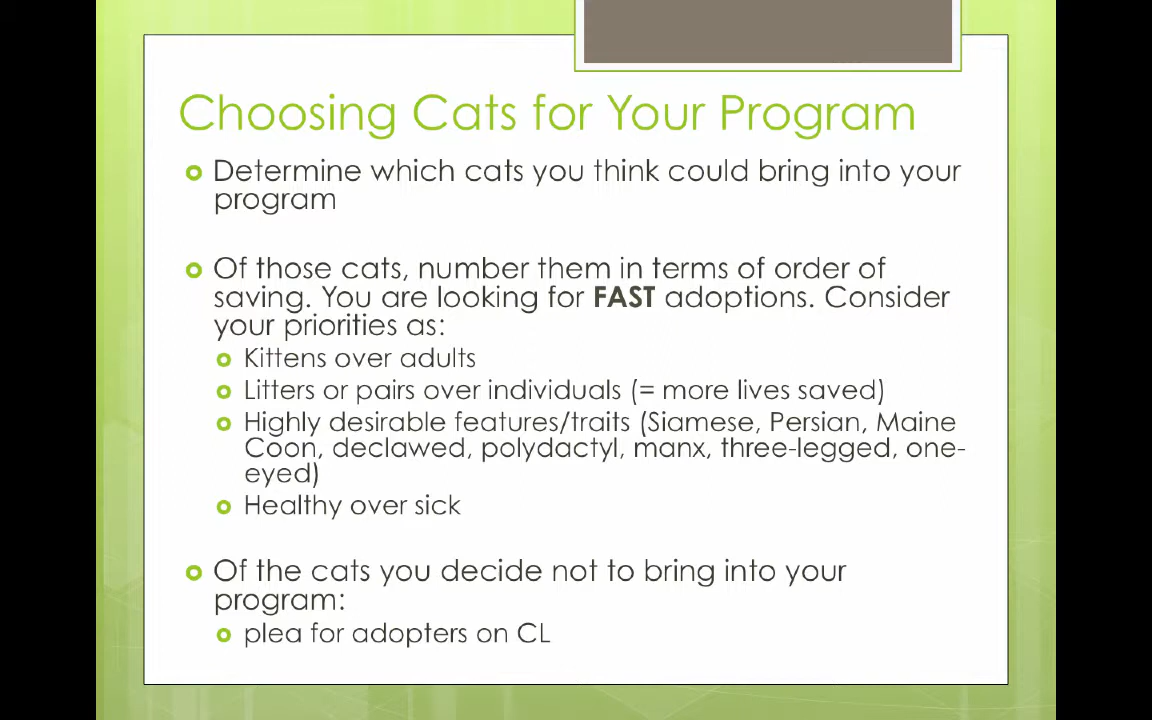 Choosing Cats for Your Program
Determine which cats you think could bring into your
program
Of those cats, number them in terms of order of
saving. You are looking for FAST adoptions. Consider
your priorities as:
Kittens over adults
Litters or pairs over individuals (= more lives saved)
Highly desirable features/traits (Siamese, Persian, Maine
Coon, declawed, polydactyl, manx, three-legged, one-
eyed)
Healthy over sick
Of the cats you decide not to bring into your
program:
plea for adopters on CL